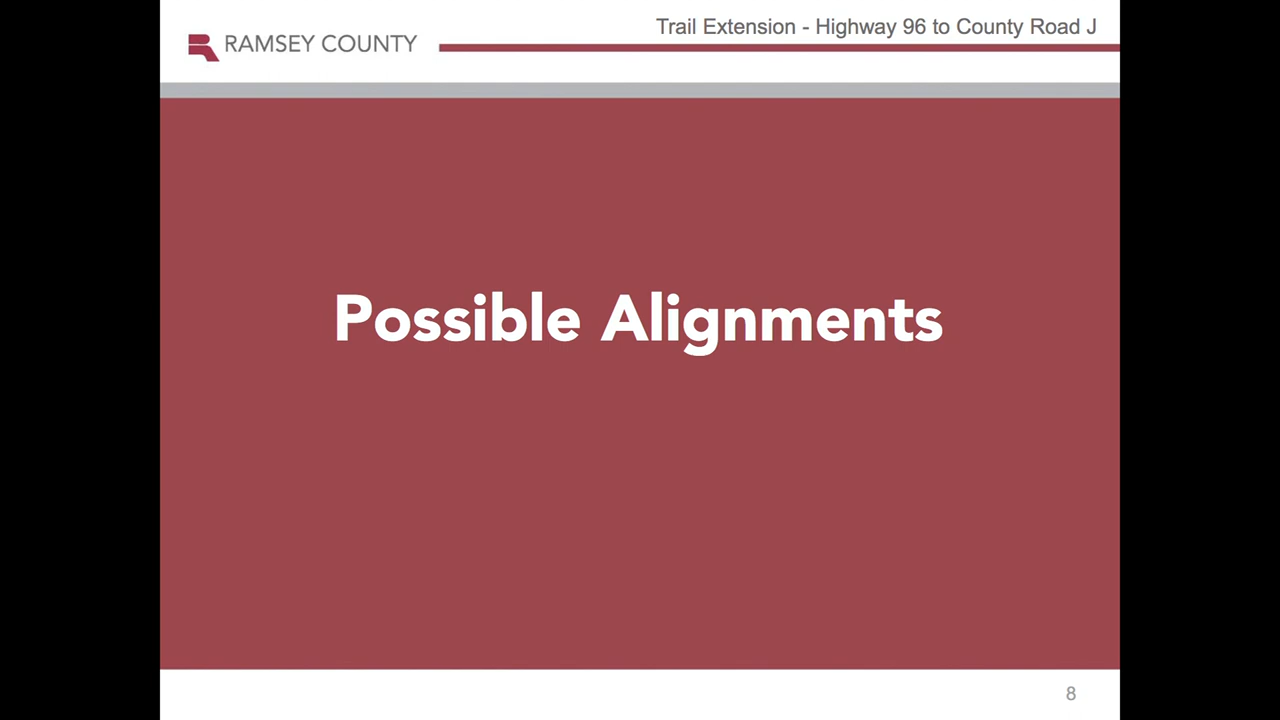 Trail Extension - Highway 96 to County Road J
RAMSEY COUNTY
Possible Alignments
8